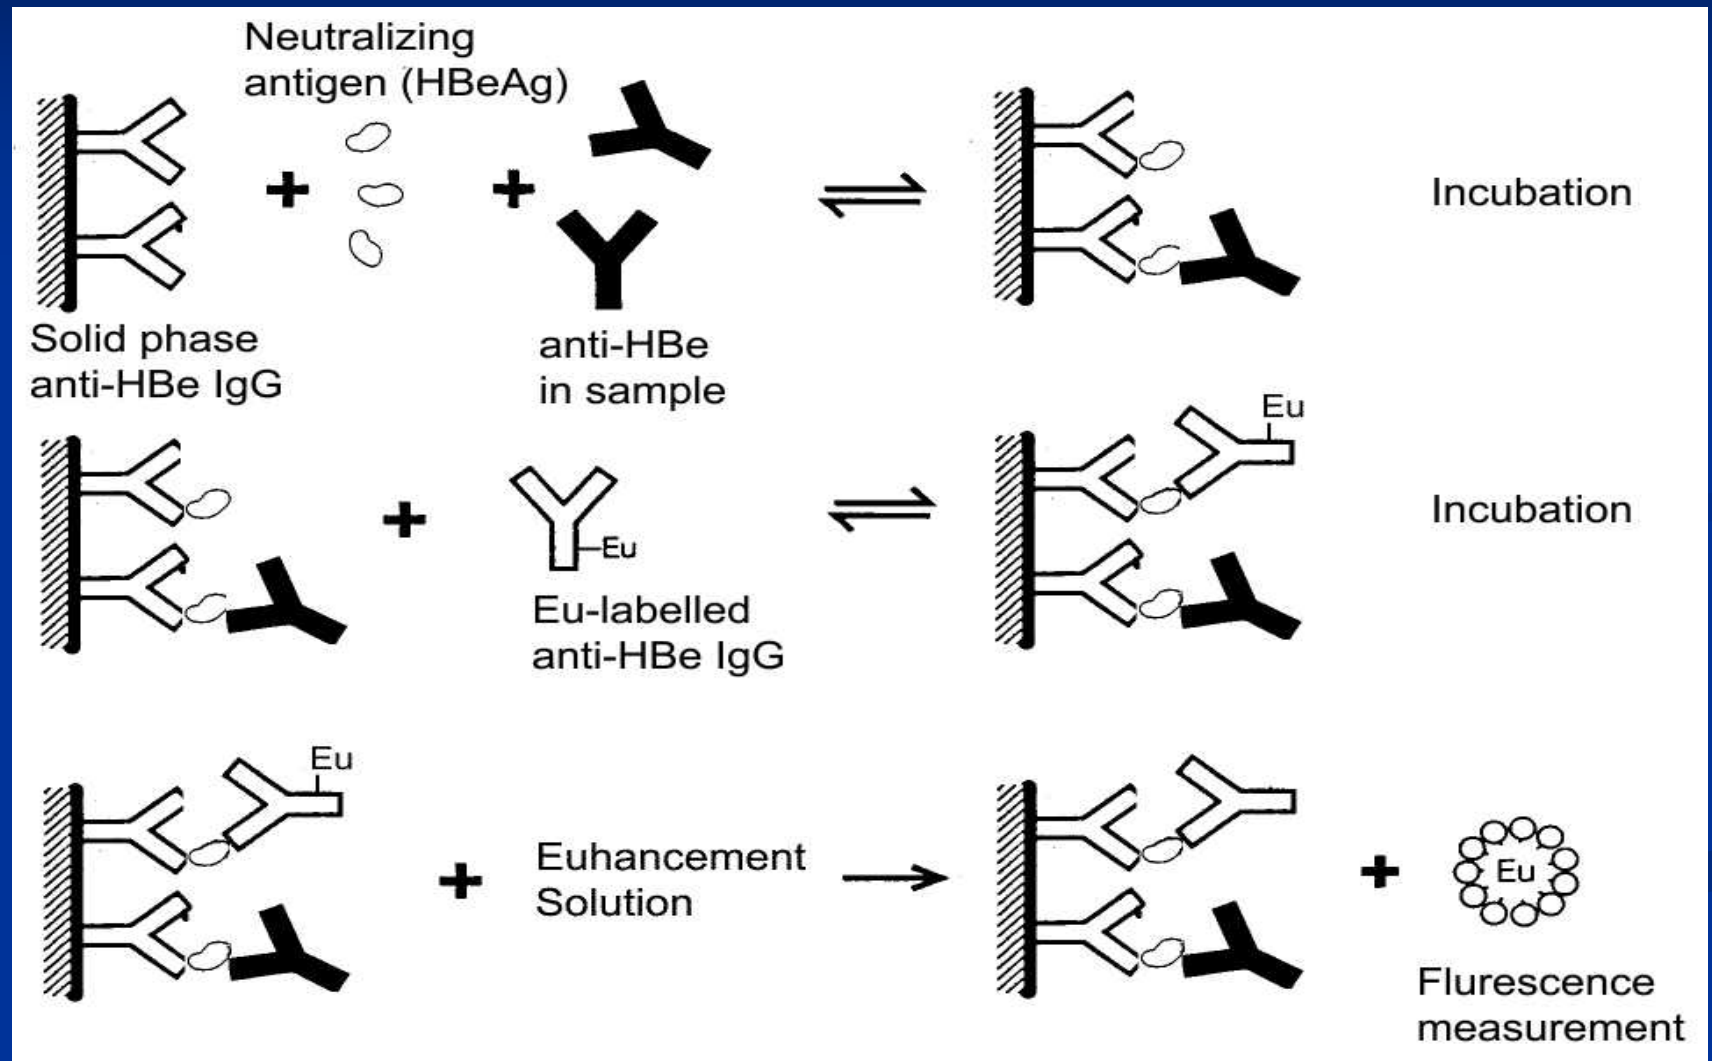 Neutralizing
antigen (HBeAg)
Incubation
Solid phase
anti-HBe IgG
anti-HBe
in sample
Eu
Incubation
Eu
Eu-labelled
anti-HBe IgG
Eu
Euhancement
Solution
Eu
Flurescence
measurement